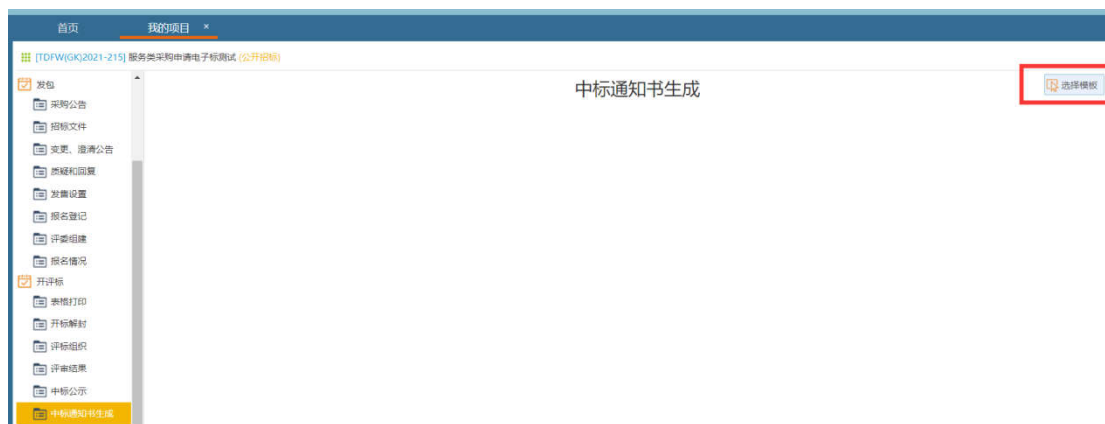 首页 我的项目 ×
[TDFW(GK)2021-215] 服务类采购申请电子标测试 (公开招标)
中标通知书生成
选择模板
发包
采购公告
招标文件
变更、澄清公告
质疑和回复
发售设置
报名登记
评委组建
报名情况
开评标
表格打印
开标解封
评标组织
评审结果
中标公示
中标通知书生成